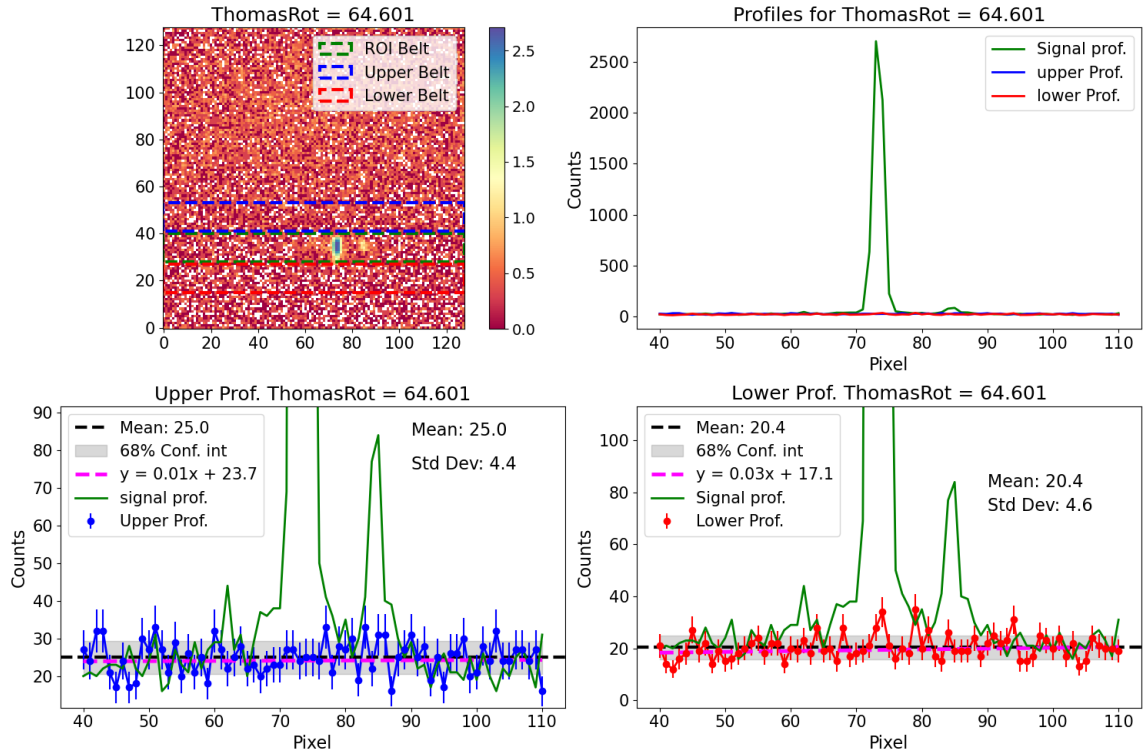 ThomasRot = 64.601
120
100
80
60
40
20
0
0 20 40 60 80 100 120
ROI Belt
Upper Belt
Lower Belt
2.5
2.0
1.5
1.0
0.5
0.0
Profiles for ThomasRot = 64.601
Counts
2500
2000
1500
1000
500
0
40 50 60 70 80 90 100 110
Pixel
Signal prof.
upper Prof.
lower Prof.
Upper Prof. ThomasRot = 64.601
Counts
90
80
70
60
50
40
30
20
40 50 60 70 80 90 100 110
Pixel
Mean: 25.0
68% Conf. int
y = 0.01x + 23.7
signal prof.
Upper Prof.
Mean: 25.0
Std Dev: 4.4
Lower Prof. ThomasRot = 64.601
Counts
100
80
60
40
20
0
40 50 60 70 80 90 100 110
Pixel
Mean: 20.4
68% Conf. int
y = 0.03x + 17.1
Signal prof.
Lower Prof.
Mean: 20.4
Std Dev: 4.6